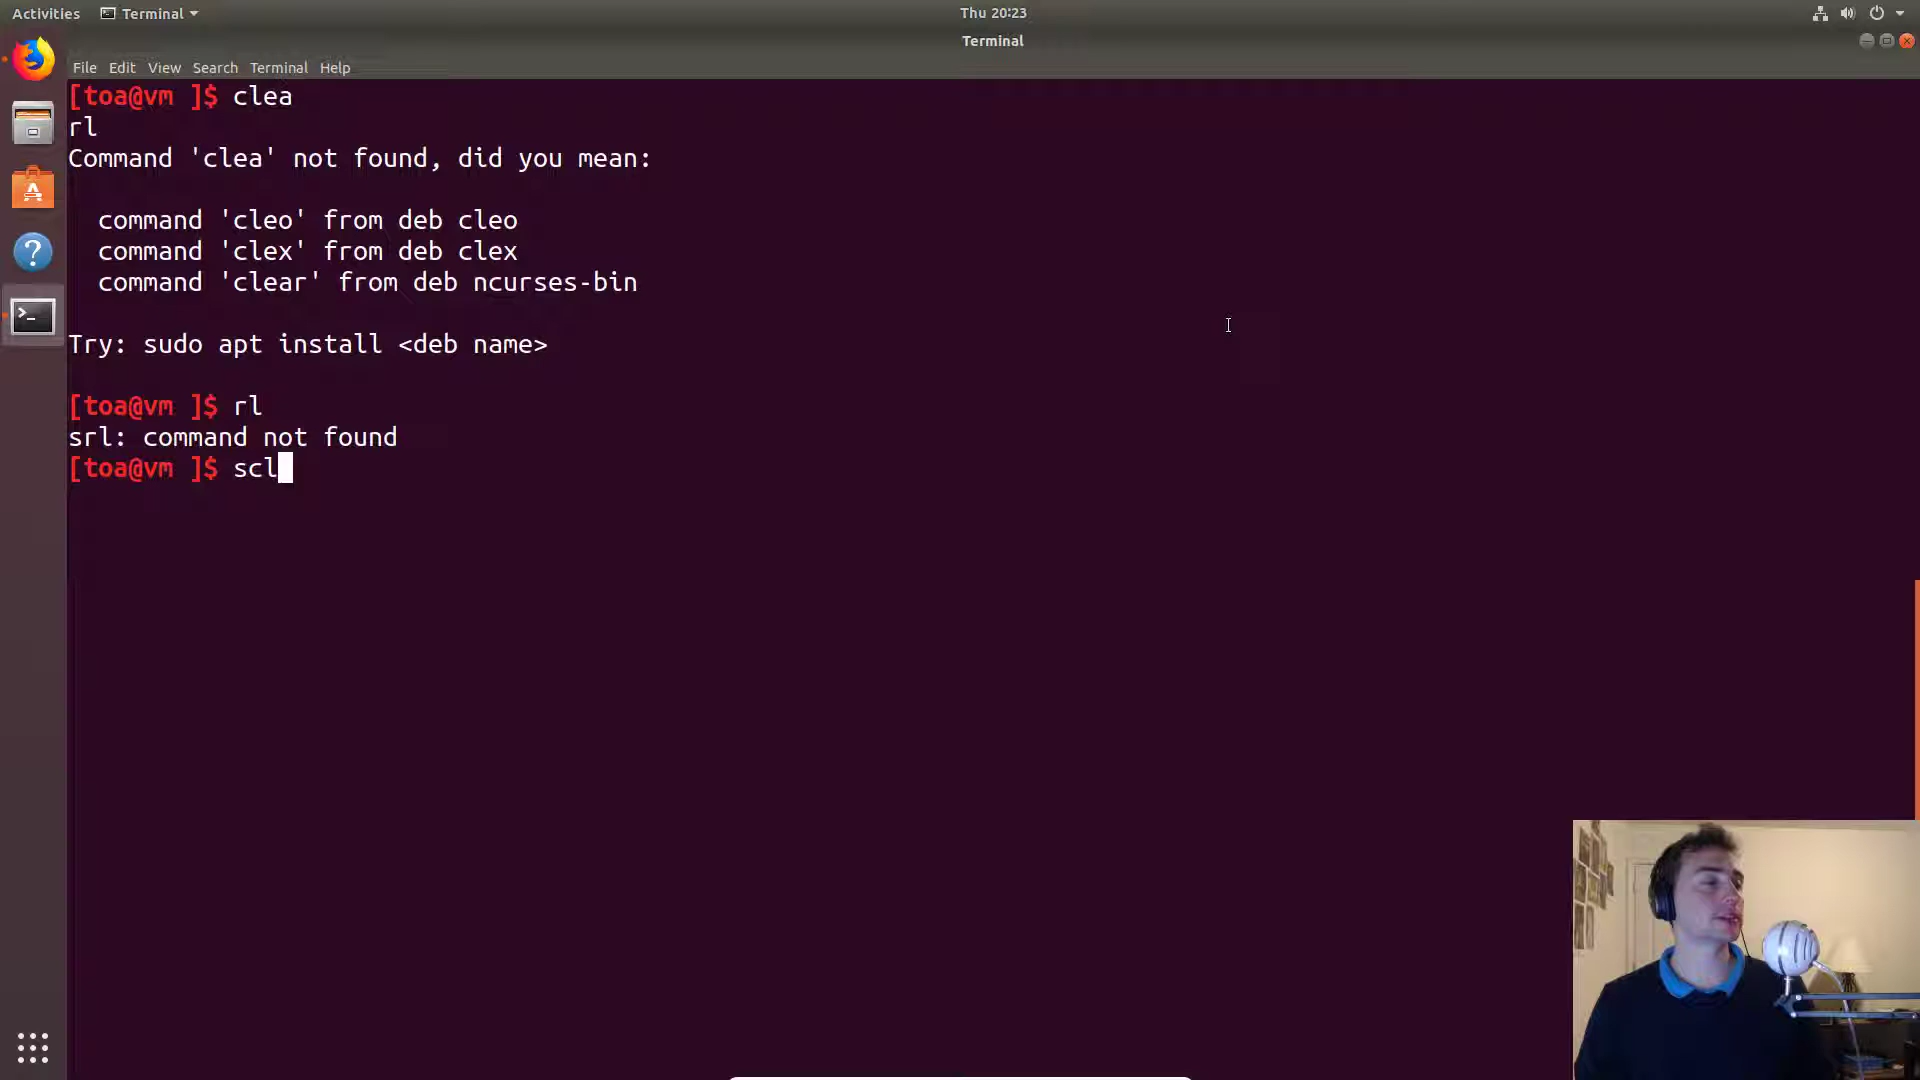 Activities Terminal Thu 20:23
Terminal
File Edit View Search Terminal Help
[toa@vm ]$ clea
rl
Command 'clea' not found, did you mean:
command 'cleo' from deb cleo
command 'clex' from deb clex
command 'clear' from deb ncurses-bin
Try: sudo apt install <deb name>
[toa@vm ]$ rl
srl: command not found
[toa@vm ]$ scl